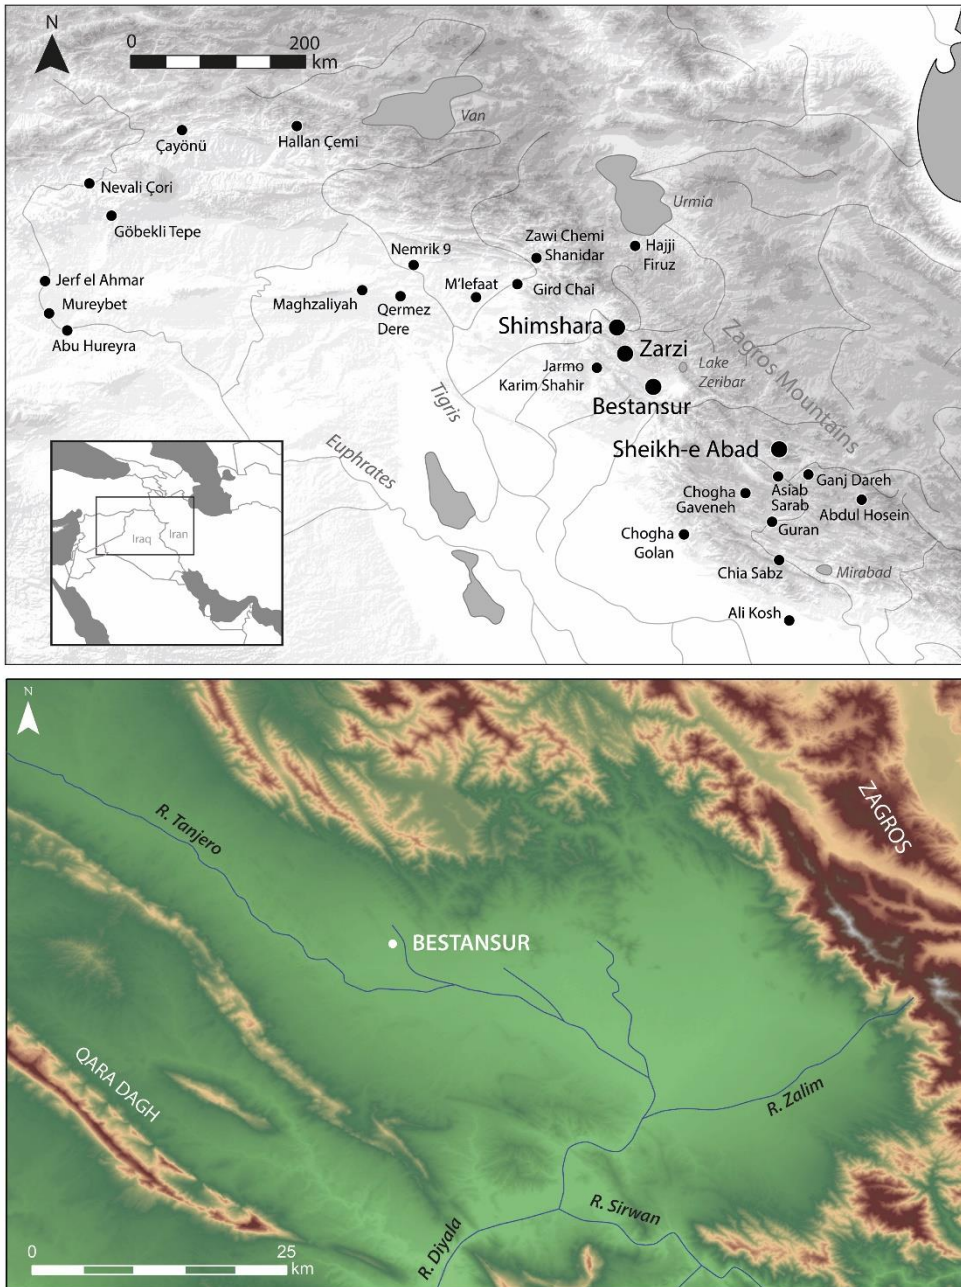 N
0
200
km
Van
Çayönü
Hallan Çemi
Nevali Çori
Göbekli Tepe
Urmia
Zawi Chemi
Shanidar
Hajji
Firuz
Nemrik 9
Jerf el Ahmar
Mureybet
Abu Hureyra
Maghzaliyah
Qermez
Dere
M'lefaat
Gird Chai
Shimshara
Zarzi
Jarmo
Karim Shahir
Lake
Zeribar
Zagros Mountains
Bestansur
Tigris
Euphrates
Sheikh-e Abad
Chogha
Gaveneh
Asiab
Sarab
Ganj Dareh
Abdul Hosein
Guran
Chogha
Golan
Chia Sabz
Mirabad
Ali Kosh
Iraq
Iran
N
R. Tanjero
ZAGROS
BESTANSUR
QARA DAGH
R. Zalim
R. Sirwan
R. Diyala
0
25
km